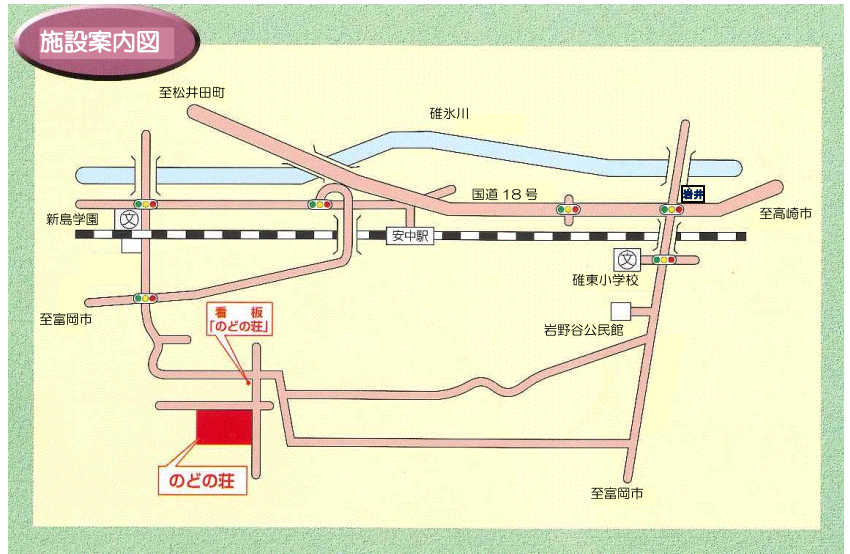 施設案内図
至松井田町
碓氷川
国道18号
岩井
至高崎市
新島学園
文
安中駅
文
碓東小学校
至富岡市
看　板
「のどの荘」
岩野谷公民館
のどの荘
至富岡市